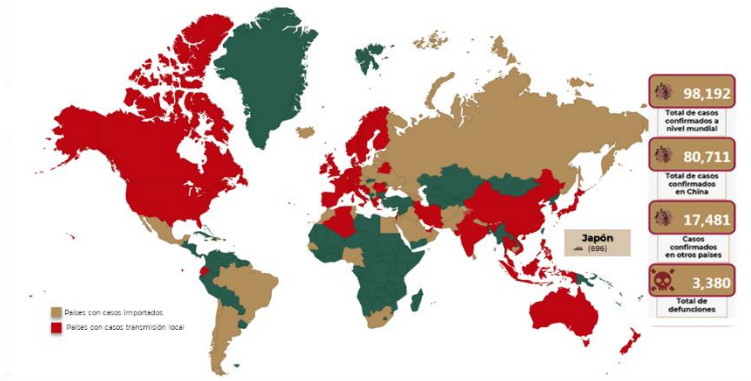 98,192
Total de casos
confirmados a
nivel mundial
80,711
Total de casos
confirmados
en China
17,481
Casos
confirmados
en otros países
3,380
Total de
defunciones
Japón
(696)
Países con casos importados
Países con casos transmisión local